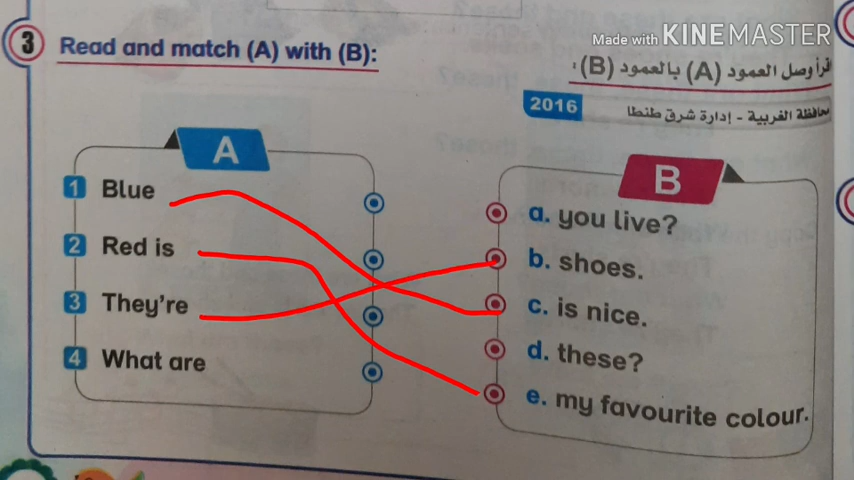 Made with KINEMASTER
3 Read and match (A) with (B):
اقرأ وصل العمود (A) بالعمود (B):
2016
محافظة الغربية - إدارة شرق طنطا
A
1 Blue
2 Red is
3 They're
4 What are
B
a. you live?
b. shoes.
c. is nice.
d. these?
e. my favourite colour.